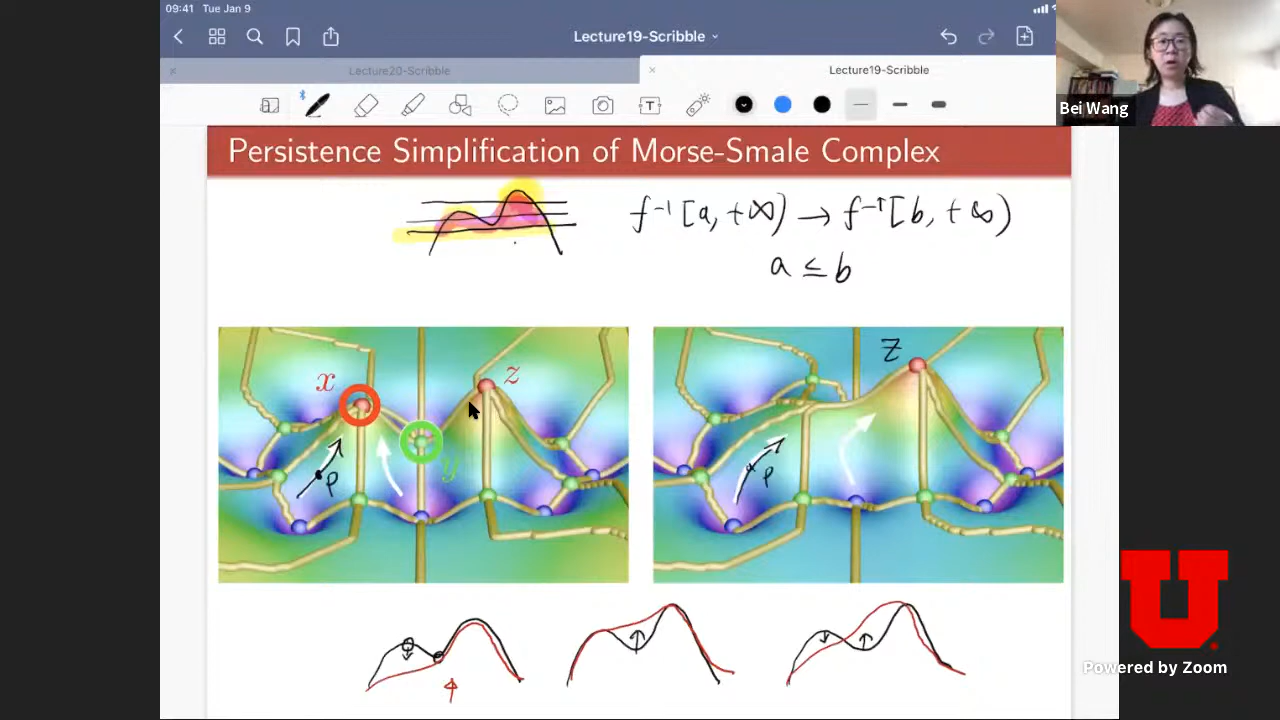 09:41 Tue Jan 9
Lecture19-Scribble
Lecture20-Scribble
Lecture19-Scribble
T
Bei Wang
Persistence Simplification of Morse-Smale Complex
f⁻¹[a, +∞) → f⁻¹[b, +∞)
a ≤ b
x
z
y
p
z
p
U
Powered by Zoom